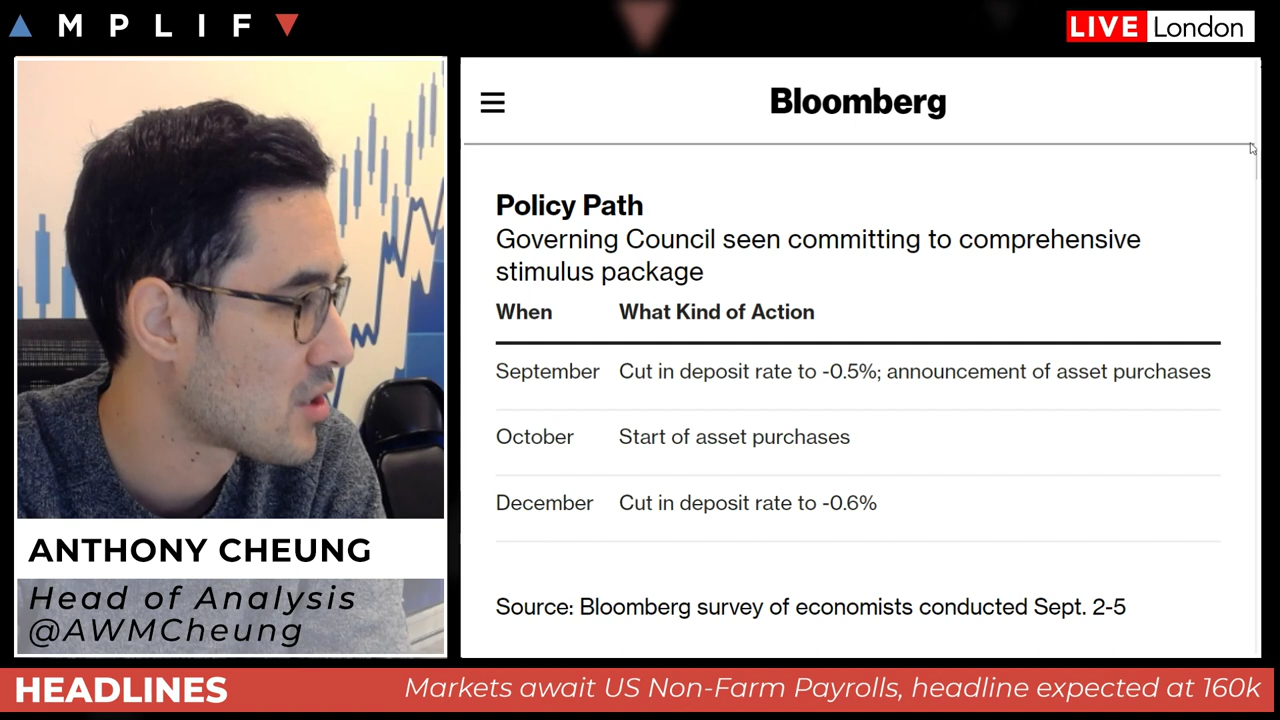 ▲ M P L I F ▼
LIVE London
Bloomberg
Policy Path
Governing Council seen committing to comprehensive
stimulus package
When What Kind of Action
September Cut in deposit rate to -0.5%; announcement of asset purchases
October Start of asset purchases
December Cut in deposit rate to -0.6%
Source: Bloomberg survey of economists conducted Sept. 2-5
ANTHONY CHEUNG
Head of Analysis
@AWMCheung
HEADLINES Markets await US Non-Farm Payrolls, headline expected at 160k